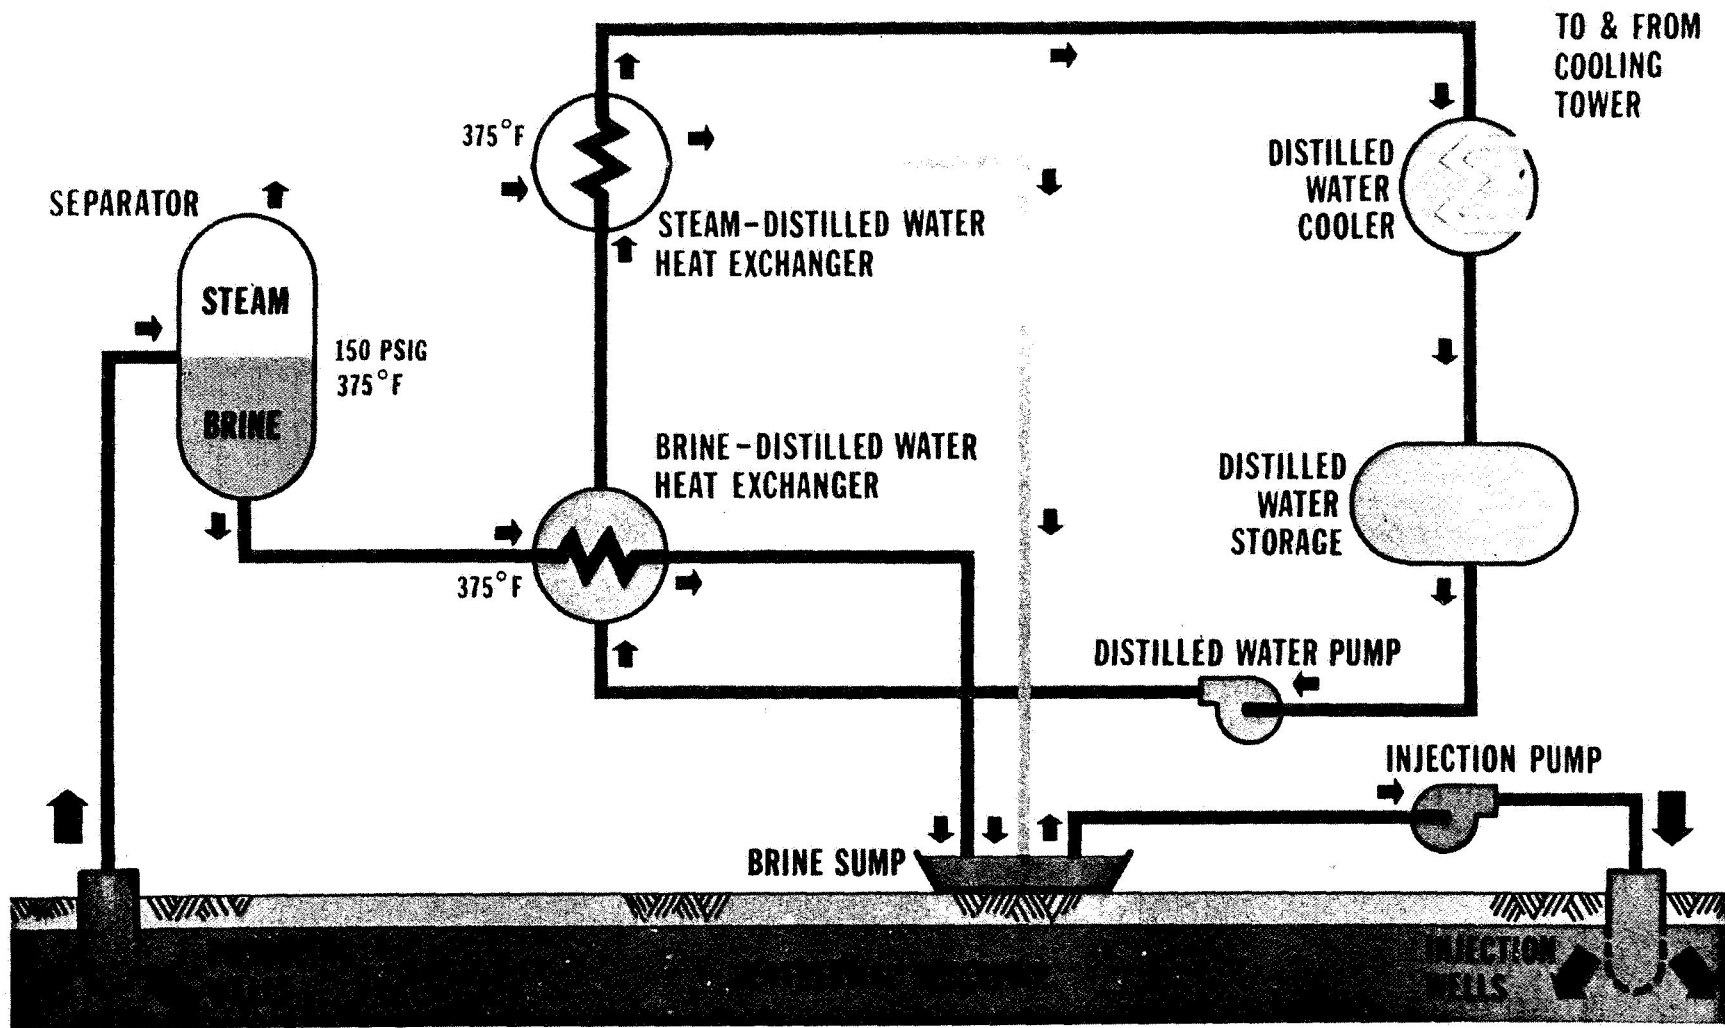 TO & FROM
COOLING
TOWER
375°F
DISTILLED
WATER
COOLER
SEPARATOR
STEAM-DISTILLED WATER
HEAT EXCHANGER
STEAM
150 PSIG
375°F
BRINE
BRINE-DISTILLED WATER
HEAT EXCHANGER
DISTILLED
WATER
STORAGE
375°F
DISTILLED WATER PUMP
INJECTION PUMP
BRINE SUMP
INJECTION
WELLS